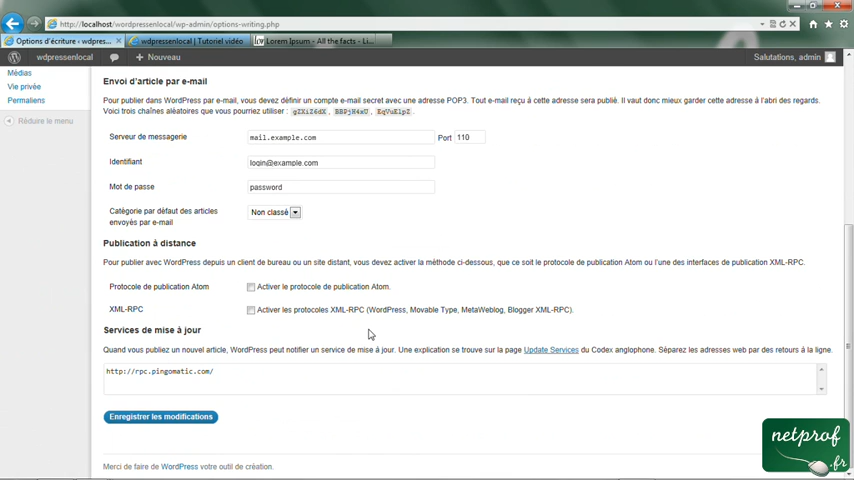 http://localhost/wordpressenlocal/wp-admin/options-writing.php
Options d'écriture ‹ wdpres...
wdpressenlocal | Tutoriel vidéo
Lorem Ipsum - All the facts - Li...
wdpressenlocal
Nouveau
Salutations, admin
Médias
Vie privée
Permaliens
Réduire le menu
Envoi d'article par e-mail
Pour publier dans WordPress par e-mail, vous devez définir un compte e-mail secret avec une adresse POP3. Tout e-mail reçu à cette adresse sera publié. Il vaut donc mieux garder cette adresse à l'abri des regards.
Voici trois chaînes aléatoires que vous pourriez utiliser : gZXiZ6dX, BBPjH4xU, EqVuElpZ
Serveur de messagerie
mail.example.com
Port 110
Identifiant
login@example.com
Mot de passe
password
Catégorie par défaut des articles
envoyés par e-mail
Non classé
Publication à distance
Pour publier avec WordPress depuis un client de bureau ou un site distant, vous devez activer la méthode ci-dessous, que ce soit le protocole de publication Atom ou l'une des interfaces de publication XML-RPC.
Protocole de publication Atom
Activer le protocole de publication Atom.
XML-RPC
Activer les protocoles XML-RPC (WordPress, Movable Type, MetaWeblog, Blogger XML-RPC).
Services de mise à jour
Quand vous publiez un nouvel article, WordPress peut notifier un service de mise à jour. Une explication se trouve sur la page Update Services du Codex anglophone. Séparez les adresses web par des retours à la ligne.
http://rpc.pingomatic.com/
Enregistrer les modifications
netprof
.fr
Merci de faire de WordPress votre outil de création.